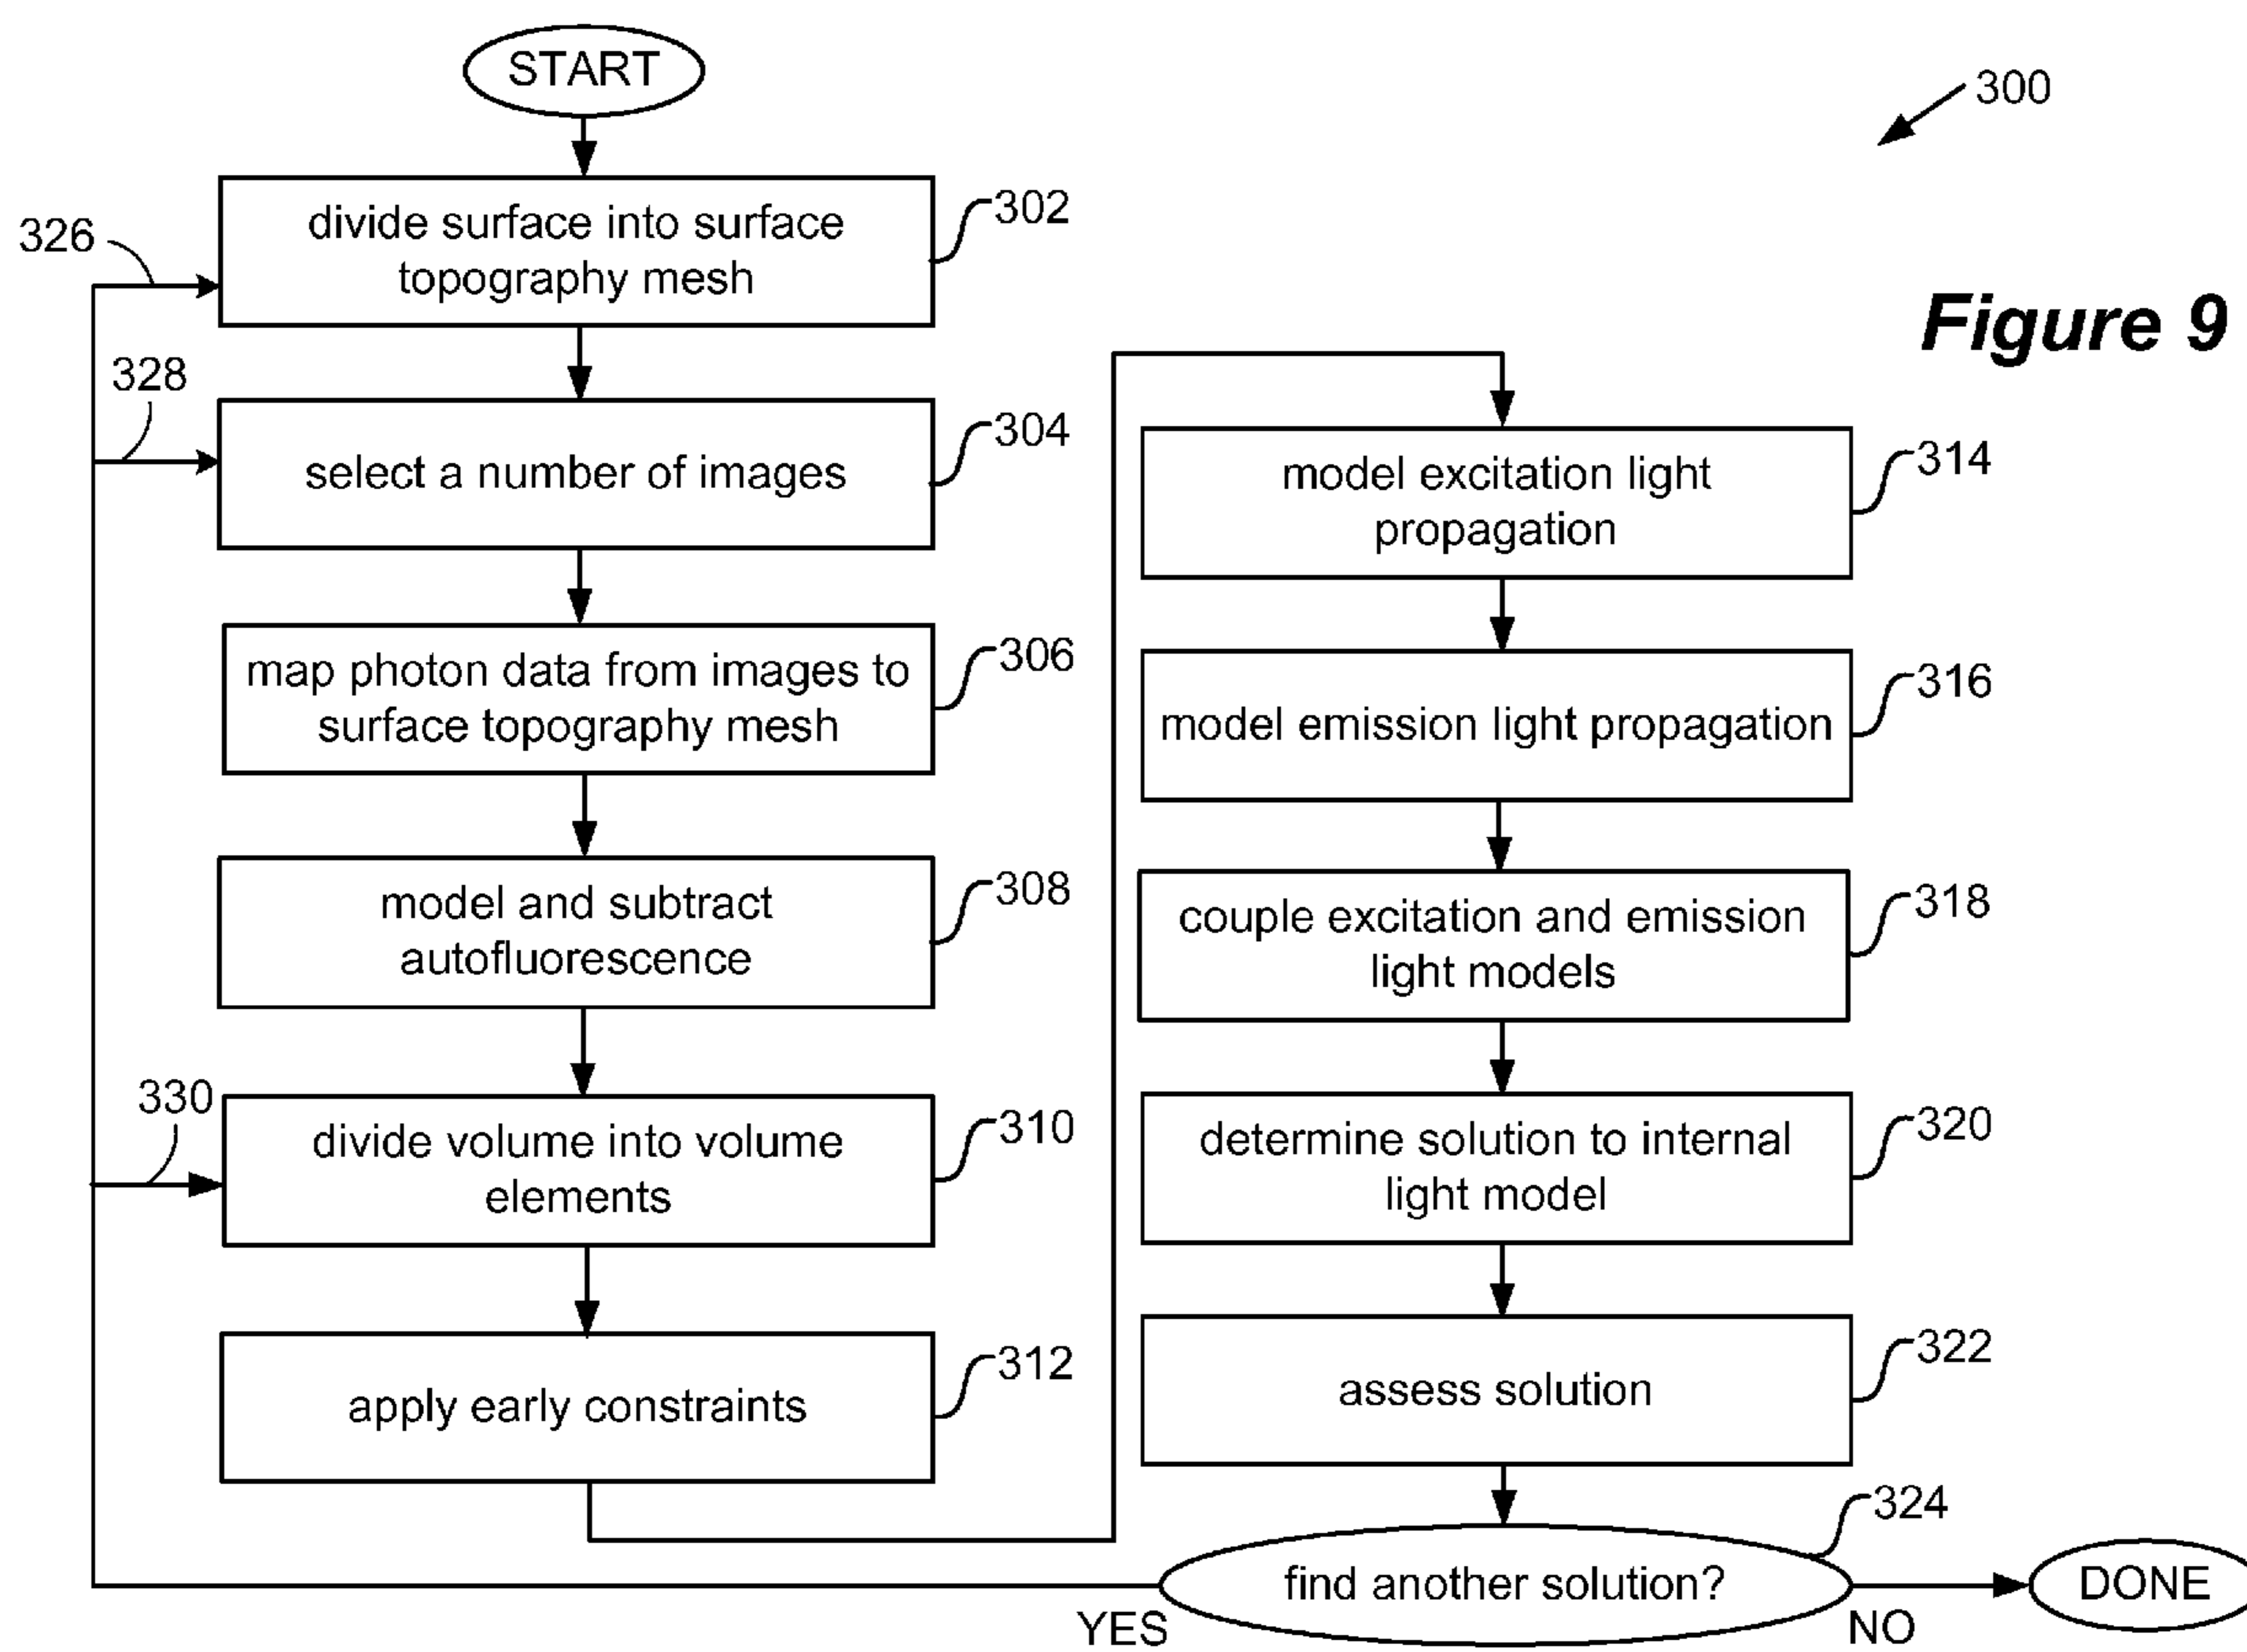 START
300
divide surface into surface
topography mesh
302
326
Figure 9
328
select a number of images
304
map photon data from images to
surface topography mesh
306
model and subtract
autofluorescence
308
330
divide volume into volume
elements
310
apply early constraints
312
model excitation light
propagation
314
model emission light propagation
316
couple excitation and emission
light models
318
determine solution to internal
light model
320
assess solution
322
find another solution?
324
YES
NO
DONE